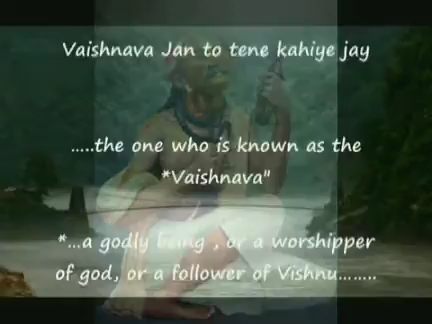 Vaishnava Jan to tene kahiye jay
.....the one who is known as the
*Vaishnava"
*...a godly being , or a worshipper
of god, or a follower of Vishnu........